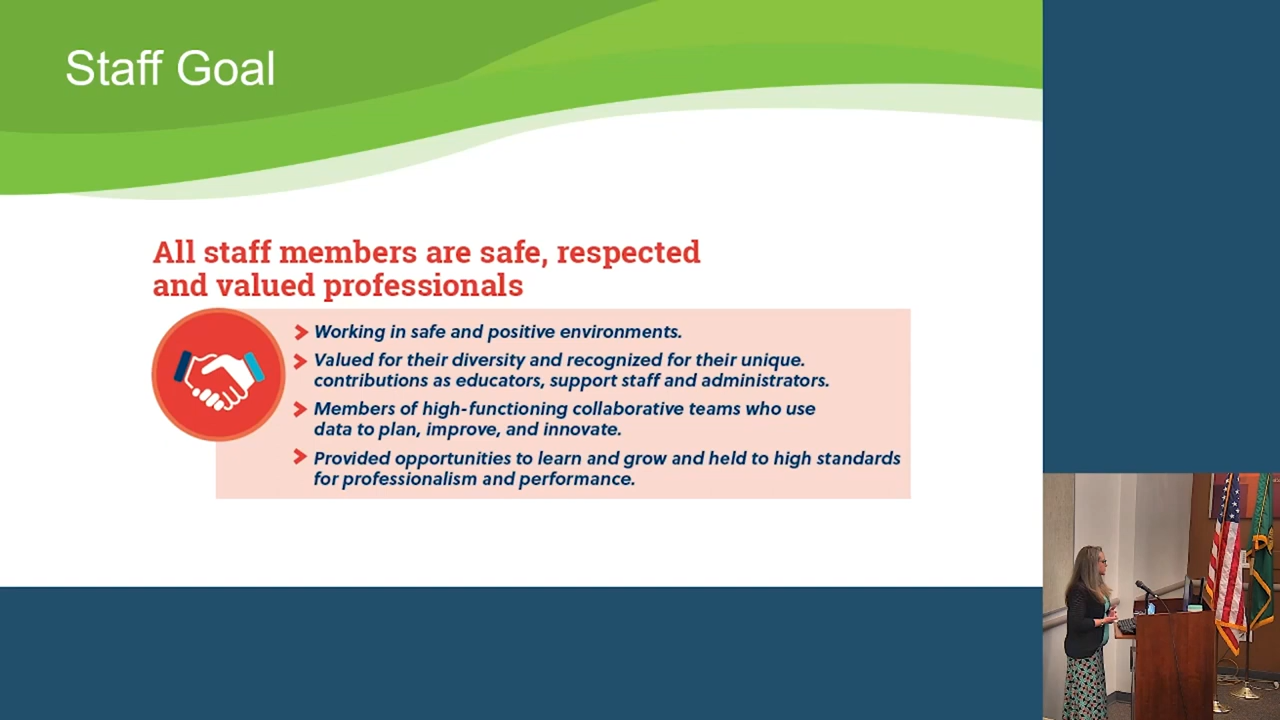 Staff Goal
All staff members are safe, respected
and valued professionals
Working in safe and positive environments.
Valued for their diversity and recognized for their unique.
contributions as educators, support staff and administrators.
Members of high-functioning collaborative teams who use
data to plan, improve, and innovate.
Provided opportunities to learn and grow and held to high standards
for professionalism and performance.